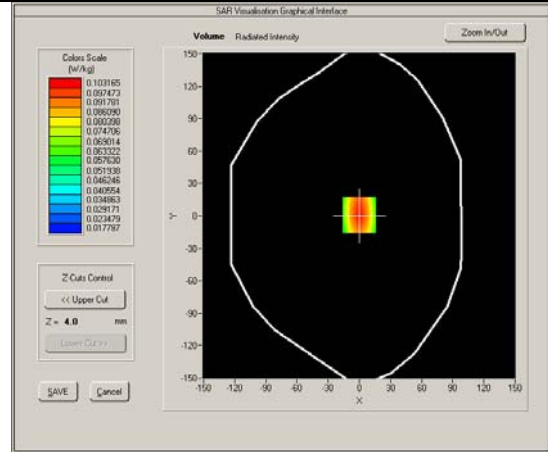 SAR Visualisation Graphical Interface
Volume Radiated Intensity
Zoom In/Out
Colors Scale
(W/kg)
0.103165
0.097473
0.091781
0.086090
0.080398
0.074706
0.069014
0.063322
0.057630
0.051938
0.046246
0.040554
0.034863
0.029171
0.023479
0.017787
Z-Cuts Control
<< Upper Cut
Z = 4.0 mm
Lower Cut >>
SAVE
Cancel
150-
120-
90-
60-
30-
0-
-30-
-60-
-90-
-120-
-150-
Y
-150 -120 -90 -60 -30 0 30 60 90 120 150
X